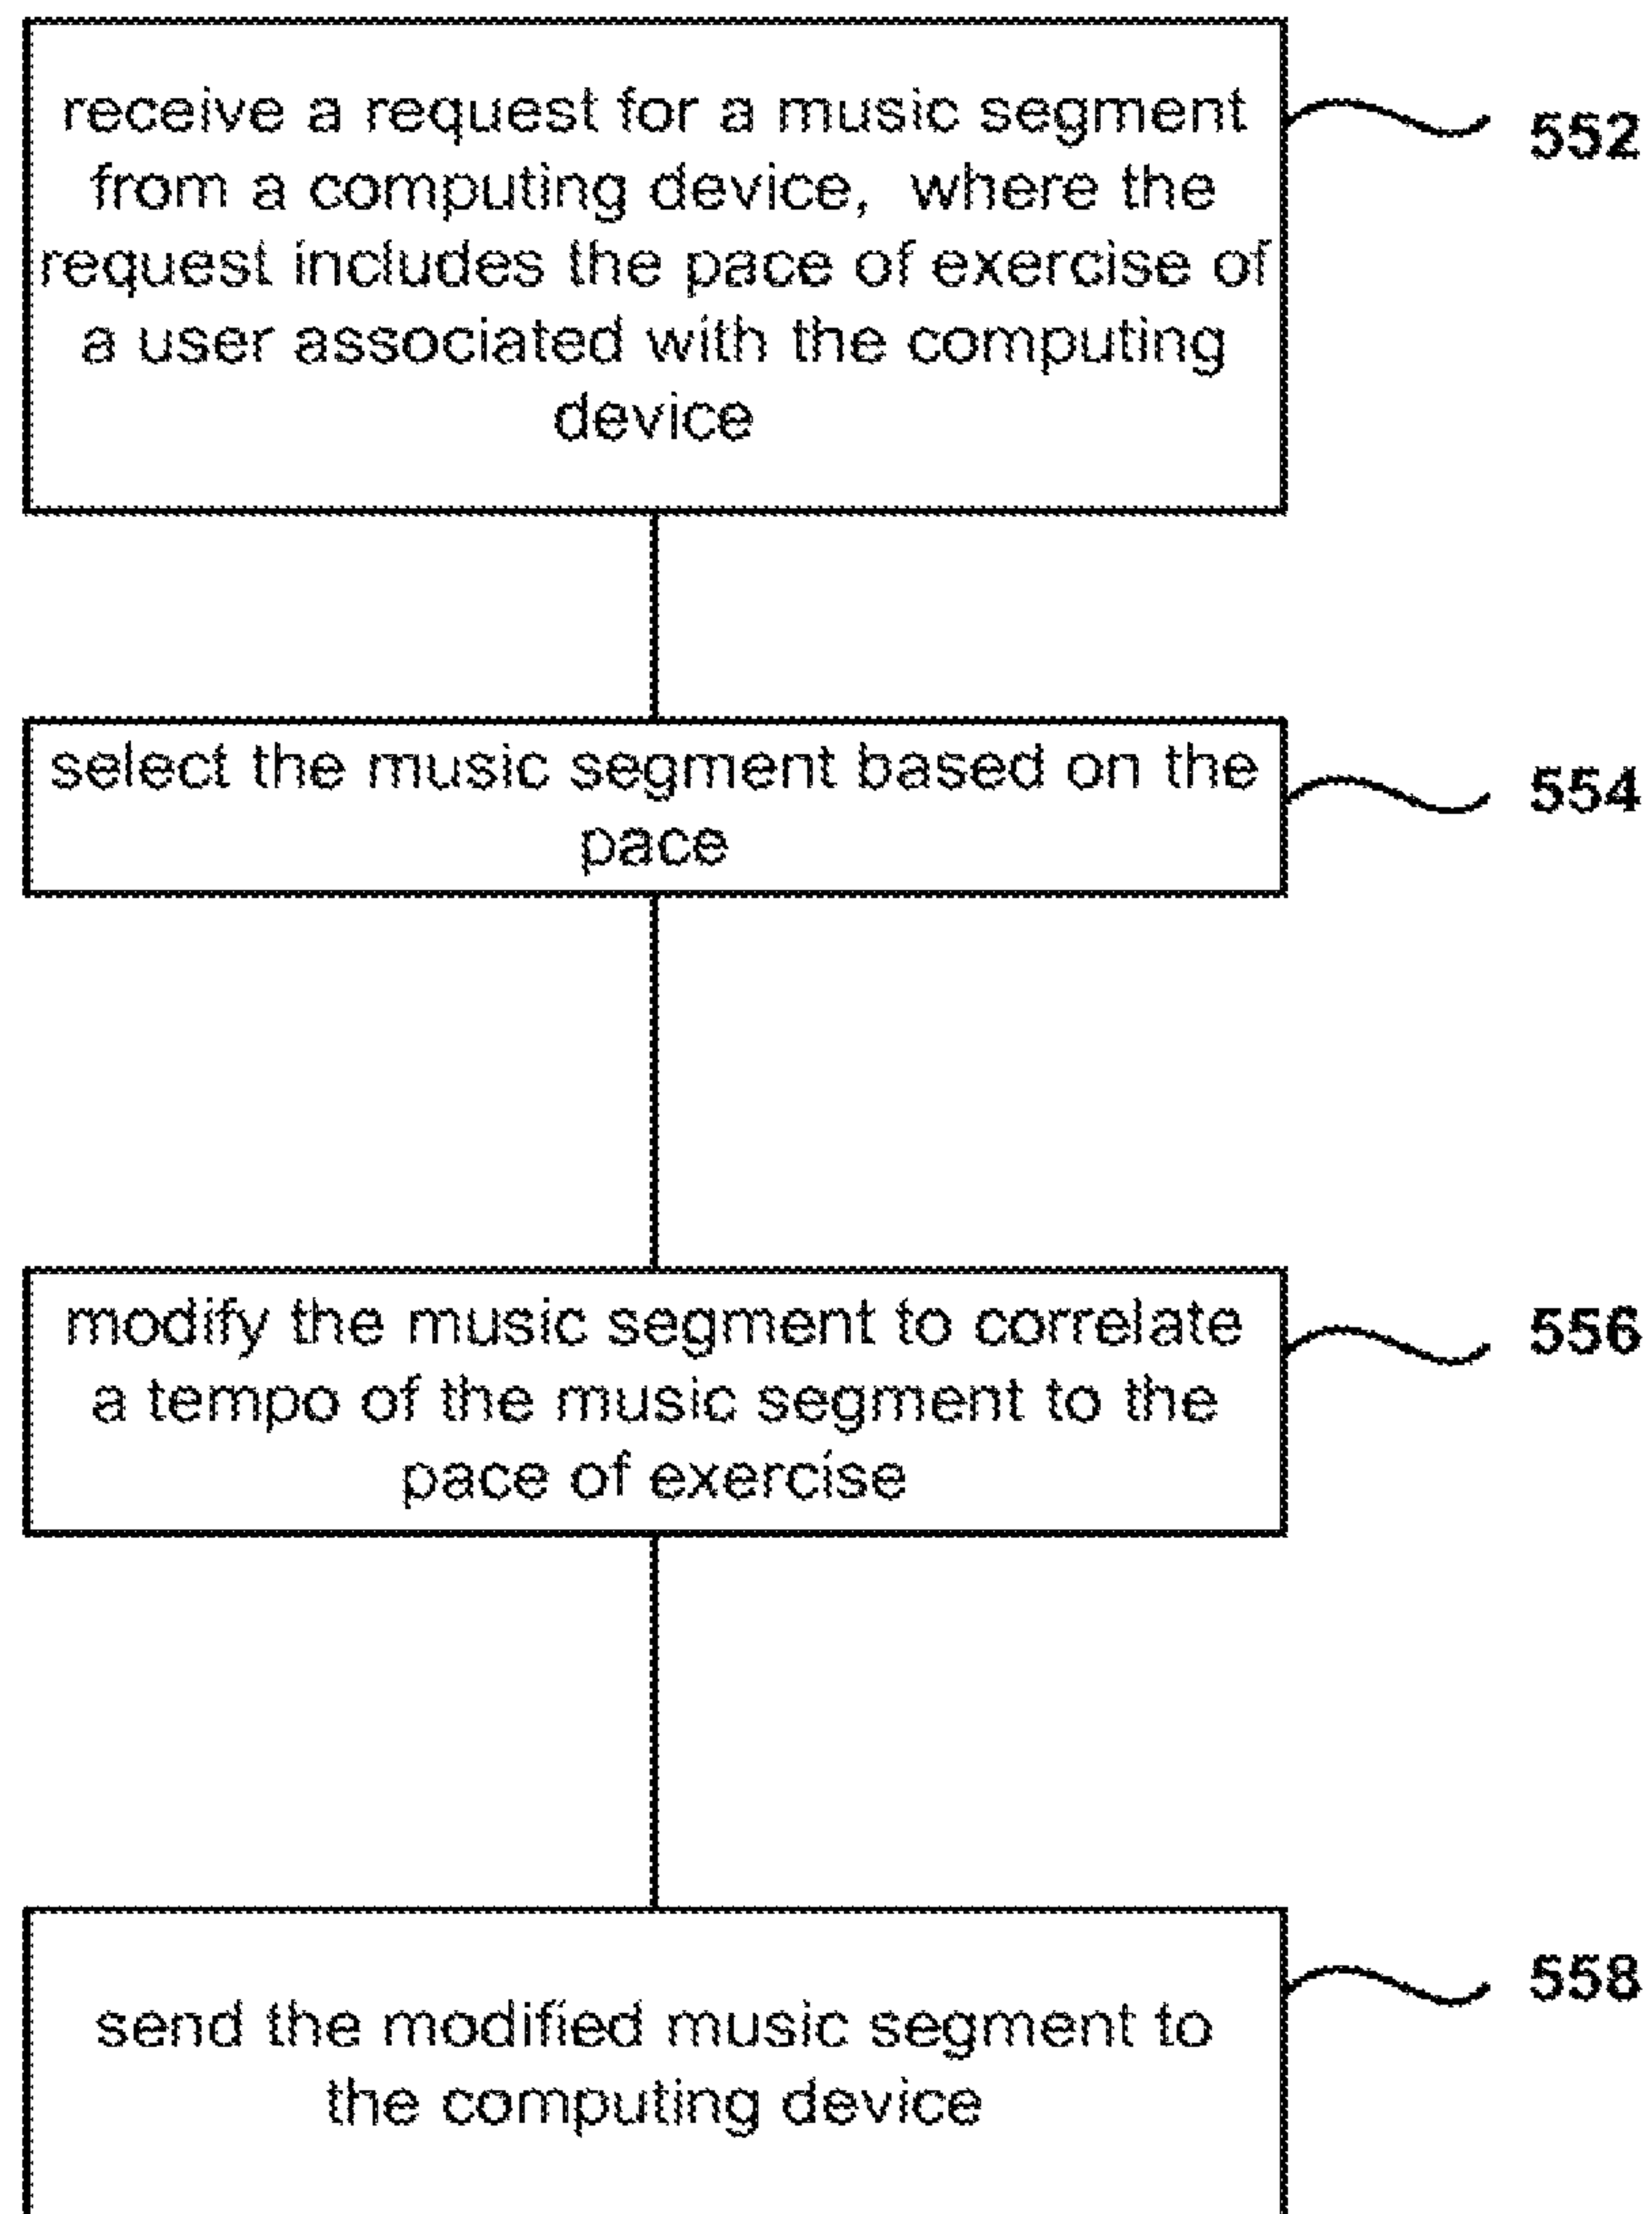 receive a request for a music segment
from a computing device, where the
request includes the pace of exercise of
a user associated with the computing
device
552
select the music segment based on the
pace
554
modify the music segment to correlate
a tempo of the music segment to the
pace of exercise
556
send the modified music segment to
the computing device
558